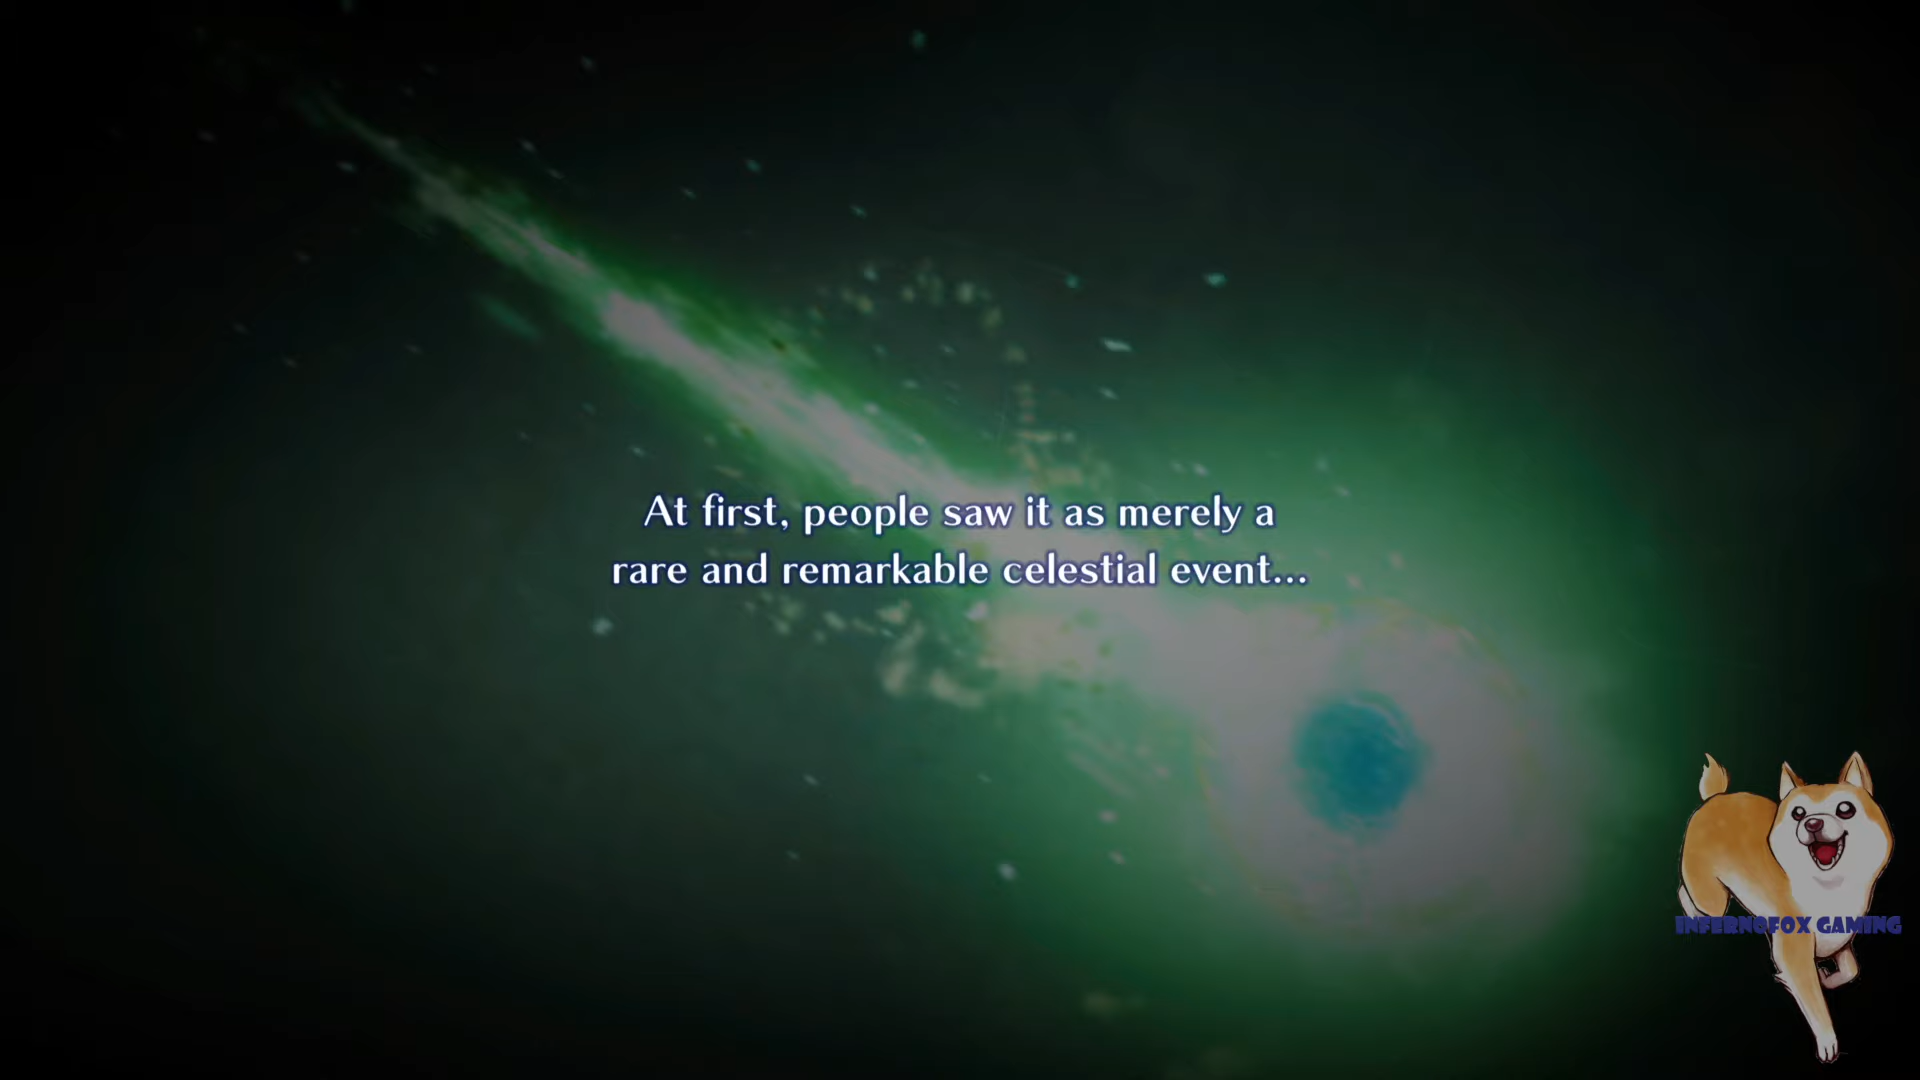 At first, people saw it as merely a
rare and remarkable celestial event...
INFERNOFOX GAMING